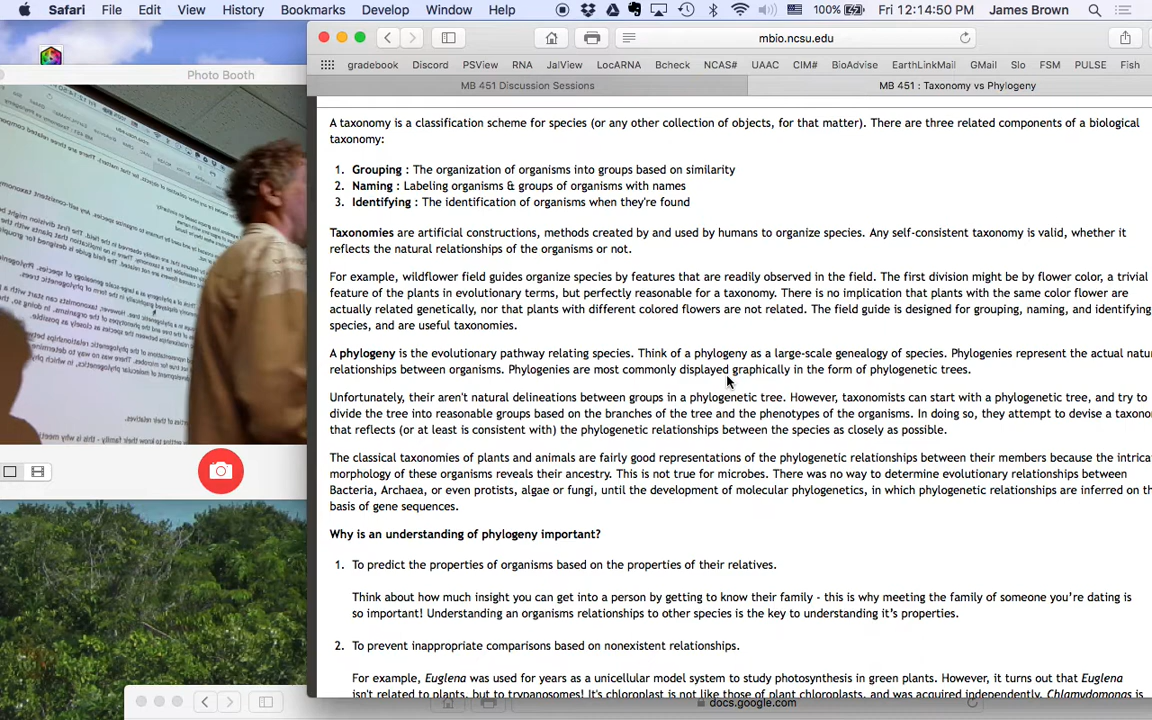 Safari File Edit View History Bookmarks Develop Window Help 100% Fri 12:14:50 PM James Brown
Photo Booth
mbio.ncsu.edu
gradebook Discord PSView RNA JalView LocARNA Bcheck NCAS# UAAC CIM# BioAdvise EarthLinkMail GMail Slo FSM PULSE Fish
MB 451 Discussion Sessions MB 451 : Taxonomy vs Phylogeny
A taxonomy is a classification scheme for species (or any other collection of objects, for that matter). There are three related components of a biological
taxonomy:
1. Grouping : The organization of organisms into groups based on similarity
2. Naming : Labeling organisms & groups of organisms with names
3. Identifying : The identification of organisms when they're found
Taxonomies are artificial constructions, methods created by and used by humans to organize species. Any self-consistent taxonomy is valid, whether it
reflects the natural relationships of the organisms or not.
For example, wildflower field guides organize species by features that are readily observed in the field. The first division might be by flower color, a trivial
feature of the plants in evolutionary terms, but perfectly reasonable for a taxonomy. There is no implication that plants with the same color flower are
actually related genetically, nor that plants with different colored flowers are not related. The field guide is designed for grouping, naming, and identifying
species, and are useful taxonomies.
A phylogeny is the evolutionary pathway relating species. Think of a phylogeny as a large-scale genealogy of species. Phylogenies represent the actual natu
relationships between organisms. Phylogenies are most commonly displayed graphically in the form of phylogenetic trees.
Unfortunately, their aren't natural delineations between groups in a phylogenetic tree. However, taxonomists can start with a phylogenetic tree, and try to
divide the tree into reasonable groups based on the branches of the tree and the phenotypes of the organisms. In doing so, they attempt to devise a taxono
that reflects (or at least is consistent with) the phylogenetic relationships between the species as closely as possible.
The classical taxonomies of plants and animals are fairly good representations of the phylogenetic relationships between their members because the intrica
morphology of these organisms reveals their ancestry. This is not true for microbes. There was no way to determine evolutionary relationships between
Bacteria, Archaea, or even protists, algae or fungi, until the development of molecular phylogenetics, in which phylogenetic relationships are inferred on th
basis of gene sequences.
Why is an understanding of phylogeny important?
1. To predict the properties of organisms based on the properties of their relatives.
Think about how much insight you can get into a person by getting to know their family - this is why meeting the family of someone you're dating is
so important! Understanding an organisms relationships to other species is the key to understanding it's properties.
2. To prevent inappropriate comparisons based on nonexistent relationships.
For example, Euglena was used for years as a unicellular model system to study photosynthesis in green plants. However, it turns out that Euglena
isn't related to plants, but to trypanosomes! It's chloroplast is not like those of plant chloroplasts, and was acquired independently. Chlamydomonas is
docs.google.com